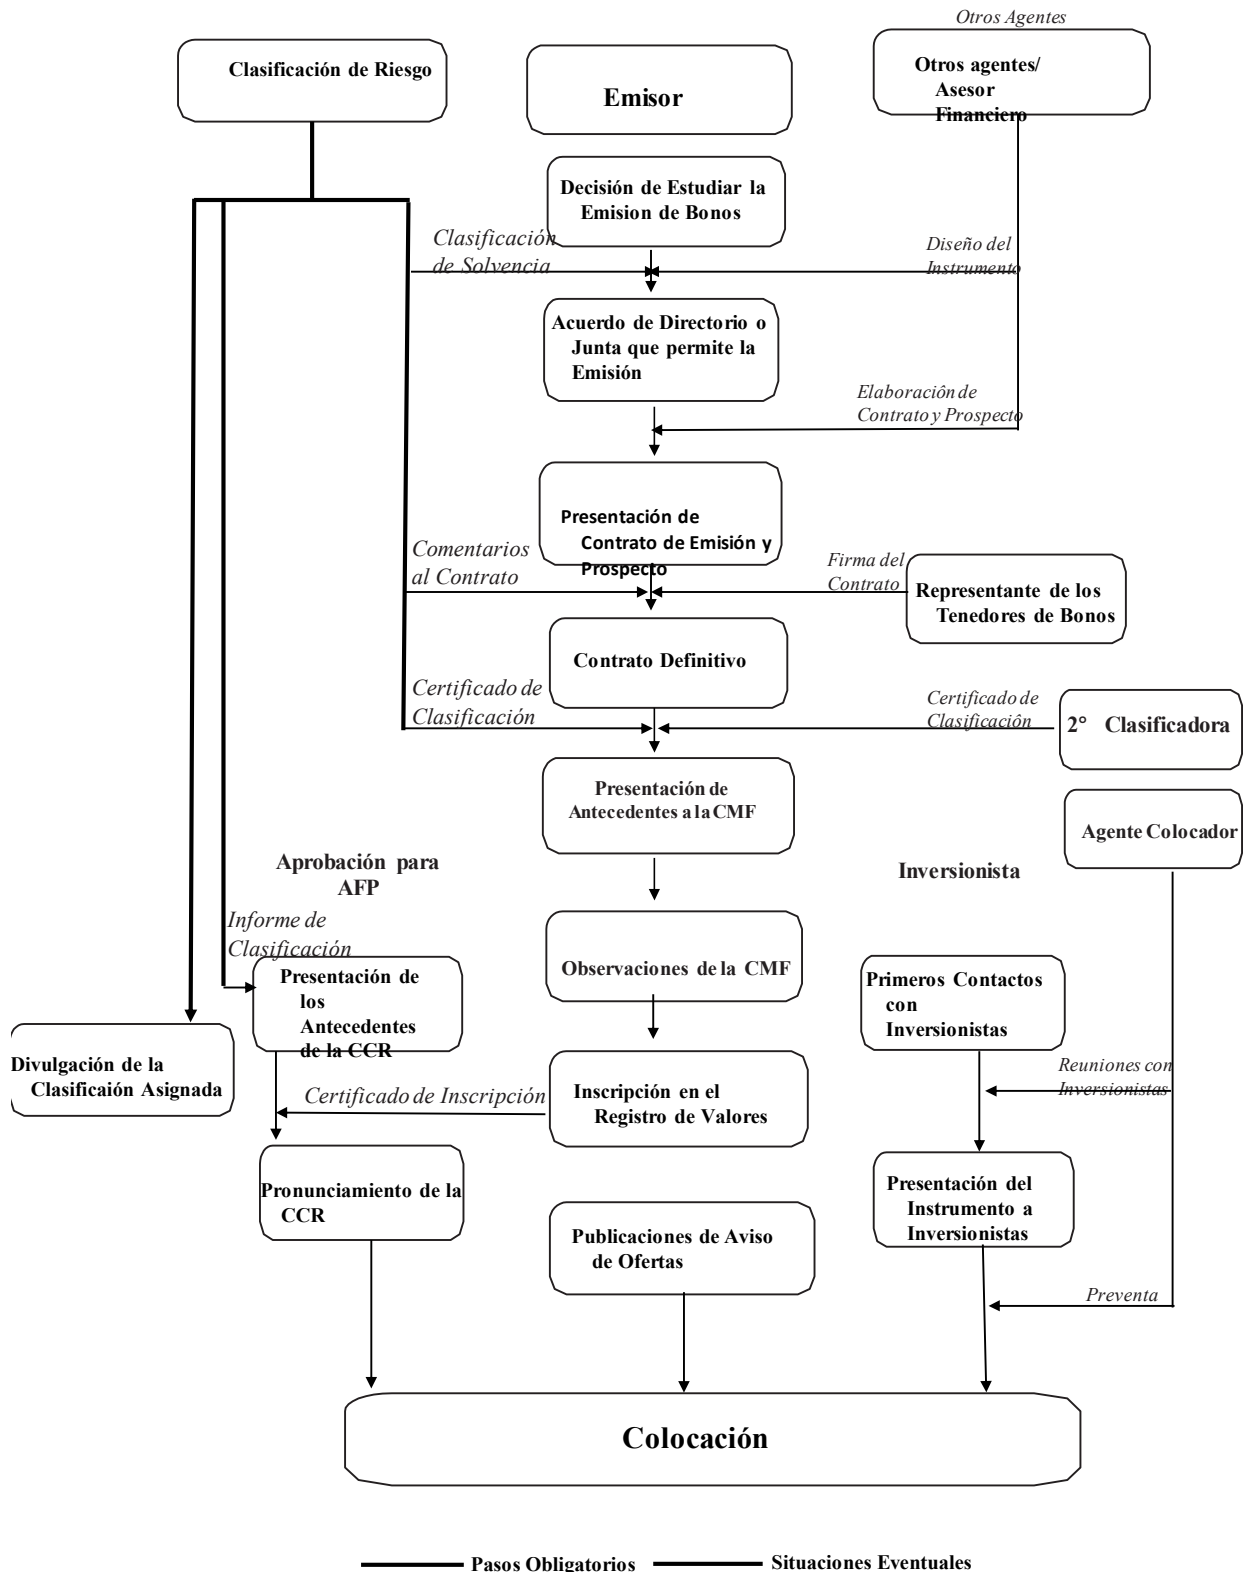 Otros Agentes
Clasificación de Riesgo
Emisor
Otros agentes/
Asesor
Financiero
Decisión de Estudiar la
Emision de Bonos
Clasificación
de Solvencia
Diseño del
Instrumento
Acuerdo de Directorio o
Junta que permite la
Emisión
Elaboración de
Contrato y Prospecto
Presentación de
Contrato de Emisión y
Prospecto
Comentarios
al Contrato
Firma del
Contrato
Representante de los
Tenedores de Bonos
Contrato Definitivo
Certificado de
Clasificación
Certificado de
Clasificación
2° Clasificadora
Presentación de
Antecedentes a la CMF
Agente Colocador
Aprobación para
AFP
Inversionista
Informe de
Clasificación
Observaciones de la CMF
Presentación de
los
Antecedentes
de la CCR
Primeros Contactos
con
Inversionistas
Divulgación de la
Clasificaión Asignada
Certificado de Inscripción
Inscripción en el
Registro de Valores
Reuniones con
Inversionistas
Pronunciamiento de la
CCR
Publicaciones de Aviso
de Ofertas
Presentación del
Instrumento a
Inversionistas
Preventa
Colocación
Pasos Obligatorios
Situaciones Eventuales